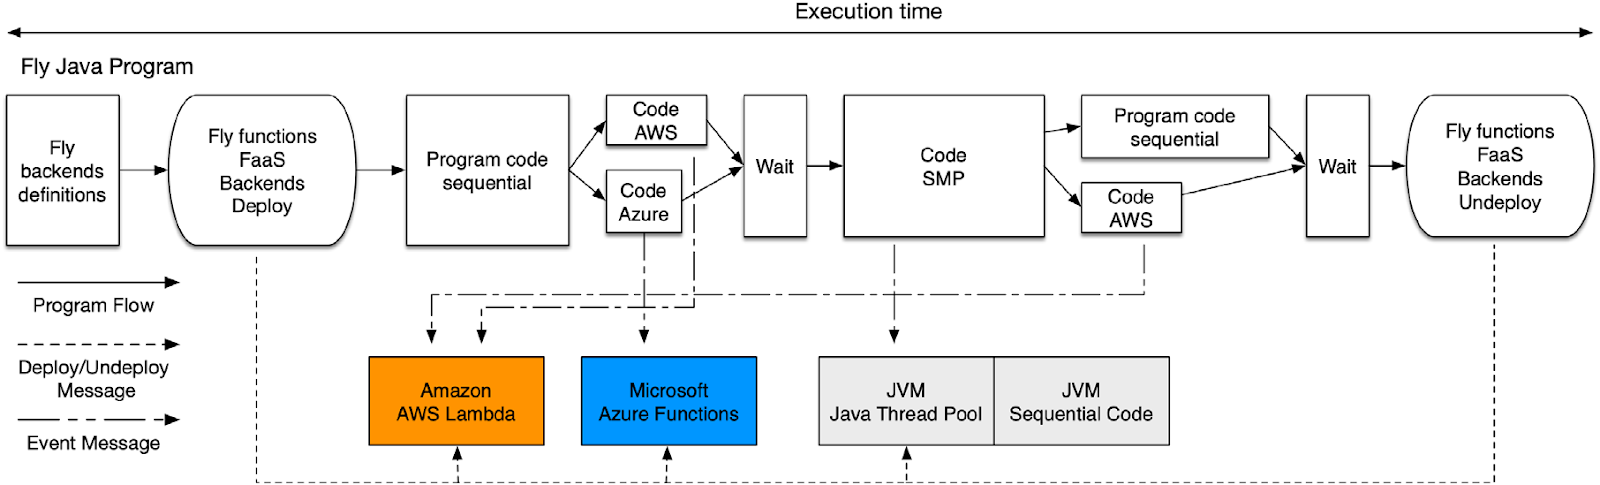 Execution time
Fly Java Program
Fly
backends
definitions
Fly functions
FaaS
Backends
Deploy
Program code
sequential
Code
AWS
Code
Azure
Wait
Code
SMP
Program code
sequential
Code
AWS
Wait
Fly functions
FaaS
Backends
Undeploy
Program Flow
Deploy/Undeploy
Message
Event Message
Amazon
AWS Lambda
Microsoft
Azure Functions
JVM
Java Thread Pool
JVM
Sequential Code